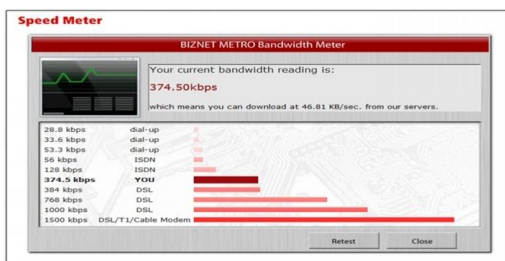 Speed Meter
BIZNET METRO Bandwidth Meter
Your current bandwidth reading is:
374.50kbps
which means you can download at 46.81 KB/sec. from our servers.
28.8 kbps dial-up
33.6 kbps dial-up
53.3 kbps dial-up
56 kbps ISDN
128 kbps ISDN
374.5 kbps YOU
384 kbps DSL
768 kbps DSL
1000 kbps DSL
1500 kbps DSL/T1/Cable Modem
Retest Close